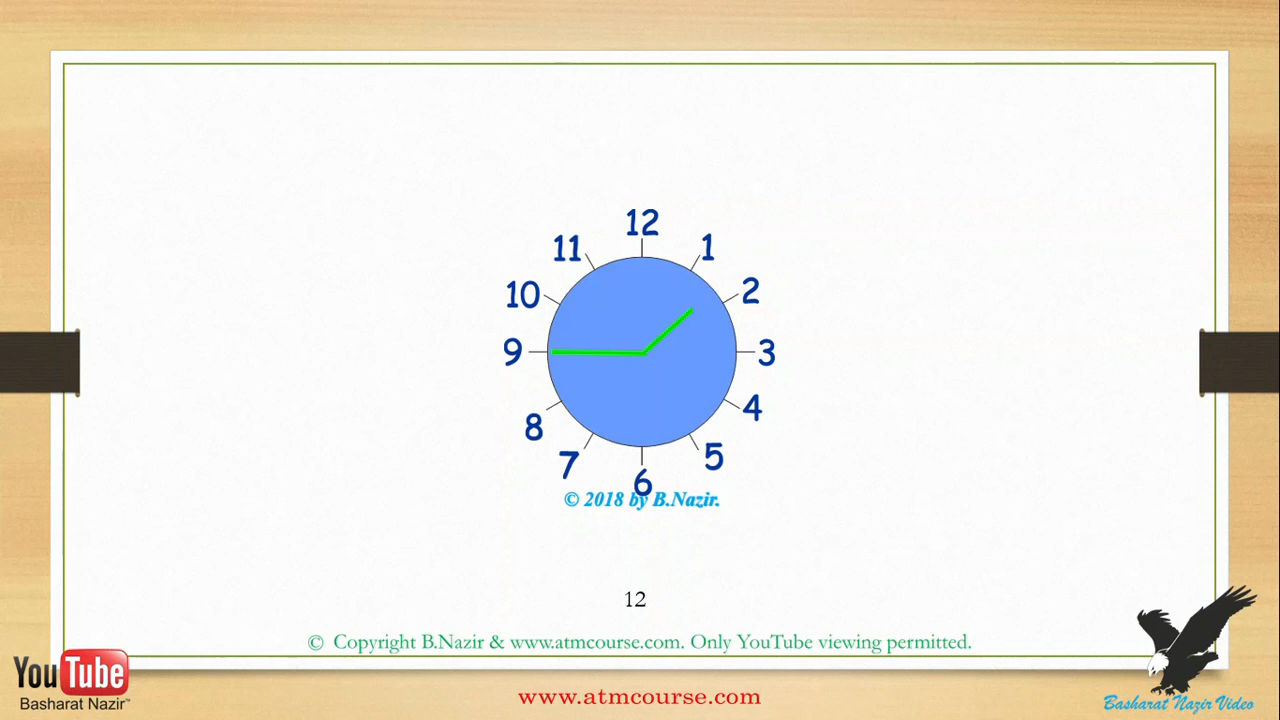 12
11
1
10
2
9
3
8
4
7
5
6
© 2018 by B.Nazir.
12
© Copyright B.Nazir & www.atmcourse.com. Only YouTube viewing permitted.
YouTube
Basharat Nazir™
www.atmcourse.com
Basharat Nazir Video